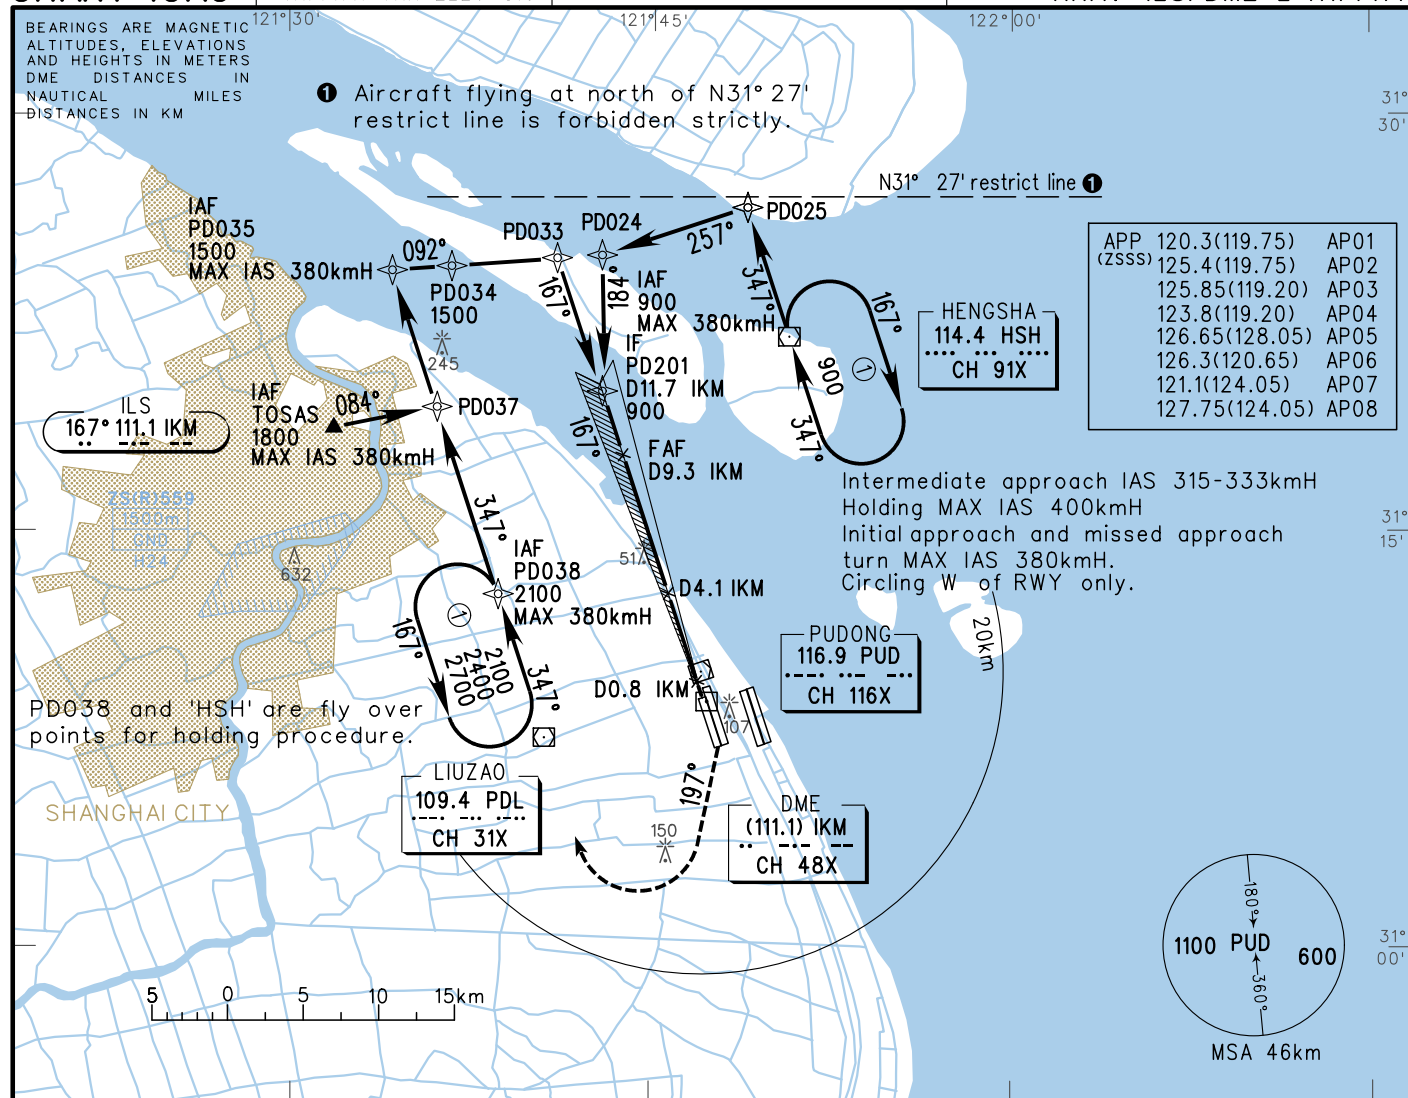 121°30'
121°45'
122°00'
BEARINGS ARE MAGNETIC
ALTITUDES, ELEVATIONS
AND HEIGHTS IN METERS
DME DISTANCES IN
NAUTICAL MILES
DISTANCES IN KM
❶ Aircraft flying at north of N31°27'
restrict line is forbidden strictly.
31°
30'
N31° 27' restrict line ❶
IAF
PD035
1500
MAX IAS 380kmH
092°
PD034
1500
PD033
PD024
257°
PD025
167°
184°
IAF
900
MAX 380kmH
347°
167°
900
347°
1
HENGSHA
114.4 HSH
CH 91X
APP 120.3(119.75) AP01
(ZSSS) 125.4(119.75) AP02
125.85(119.20) AP03
123.8(119.20) AP04
126.65(128.05) AP05
126.3(120.65) AP06
121.1(124.05) AP07
127.75(124.05) AP08
245
IF
PD201
D11.7 IKM
900
ILS
167° 111.1 IKM
IAF
TOSAS
1800
MAX IAS 380kmH
084°
PD037
167°
FAF
D9.3 IKM
Intermediate approach IAS 315-333kmH
Holding MAX IAS 400kmH
Initial approach and missed approach
turn MAX IAS 380kmH.
Circling W of RWY only.
31°
15'
ZS(R)559
1500m
GND
H24
632
347°
IAF
PD038
2100
MAX 380kmH
51
D4.1 IKM
1
167°
2100
2400
2700
347°
20km
PUDONG
116.9 PUD
CH 116X
D0.8 IKM
107
PD038 and 'HSH' are fly over
points for holding procedure.
SHANGHAI CITY
LIUZAO
109.4 PDL
CH 31X
197°
150
DME
(111.1) IKM
CH 48X
180°
1100 PUD 600
360°
MSA 46km
31°
00'
5 0 5 10 15km